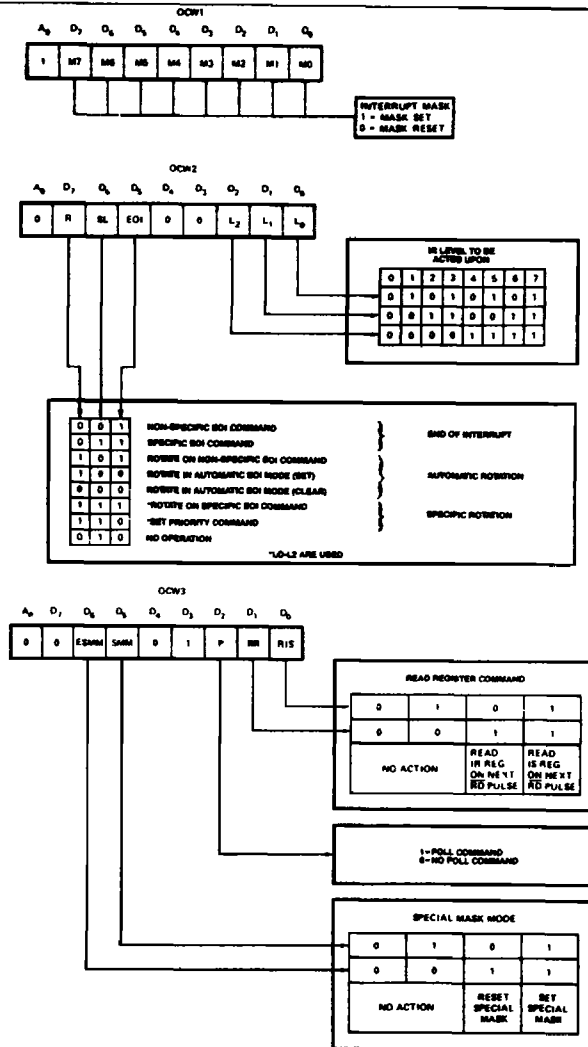 OCW1
A0 D7 D6 D5 D4 D3 D2 D1 D0
1 M7 M6 M5 M4 M3 M2 M1 M0
INTERRUPT MASK
1 = MASK SET
0 = MASK RESET
OCW2
A0 D7 D6 D5 D4 D3 D2 D1 D0
0 R SL EOI 0 0 L2 L1 L0
IR LEVEL TO BE
ACTED UPON
0 1 2 3 4 5 6 7
0 1 0 1 0 1 0 1
0 0 1 1 0 0 1 1
0 0 0 0 1 1 1 1
0 0 1 NON-SPECIFIC EOI COMMAND
0 1 1 SPECIFIC EOI COMMAND
END OF INTERRUPT
1 0 1 ROTATE ON NON-SPECIFIC EOI COMMAND
1 0 0 ROTATE IN AUTOMATIC EOI MODE (SET)
0 0 0 ROTATE IN AUTOMATIC EOI MODE (CLEAR)
AUTOMATIC ROTATION
1 1 1 *ROTATE ON SPECIFIC EOI COMMAND
1 1 0 *SET PRIORITY COMMAND
SPECIFIC ROTATION
0 1 0 NO OPERATION
*L0-L2 ARE USED
OCW3
A0 D7 D6 D5 D4 D3 D2 D1 D0
0 0 ESMM SMM 0 1 P RR RIS
READ REGISTER COMMAND
0 1 0 1
0 0 1 1
NO ACTION
READ
IR REG
ON NEXT
RD PULSE
READ
IS REG
ON NEXT
RD PULSE
1=POLL COMMAND
0=NO POLL COMMAND
SPECIAL MASK MODE
0 1 0 1
0 0 1 1
NO ACTION
RESET
SPECIAL
MASK
SET
SPECIAL
MASK